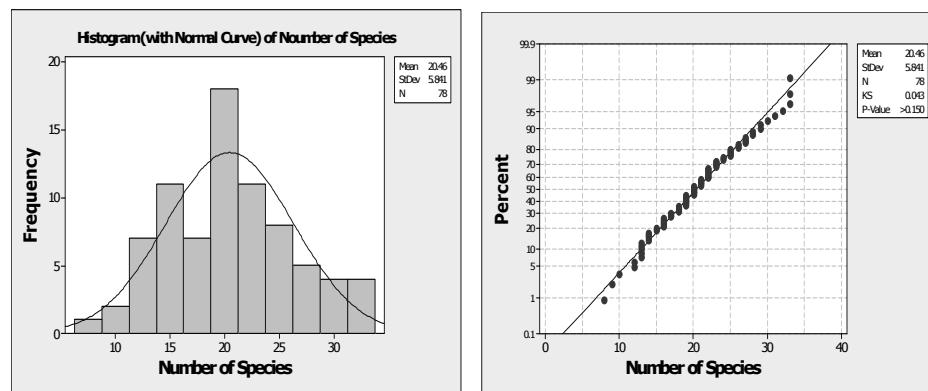 Histogram (with Normal Curve) of Nounber of Species
Mean 20.46
StDev 5.841
N 78
20
15
10
5
0
Frequency
10 15 20 25 30
Number of Species
Mean 20.46
StDev 5.841
N 78
KS 0.043
P-Value >0.150
99.9
99
95
90
80
70
60
50
40
30
20
10
5
1
0.1
Percent
0 10 20 30 40
Number of Species